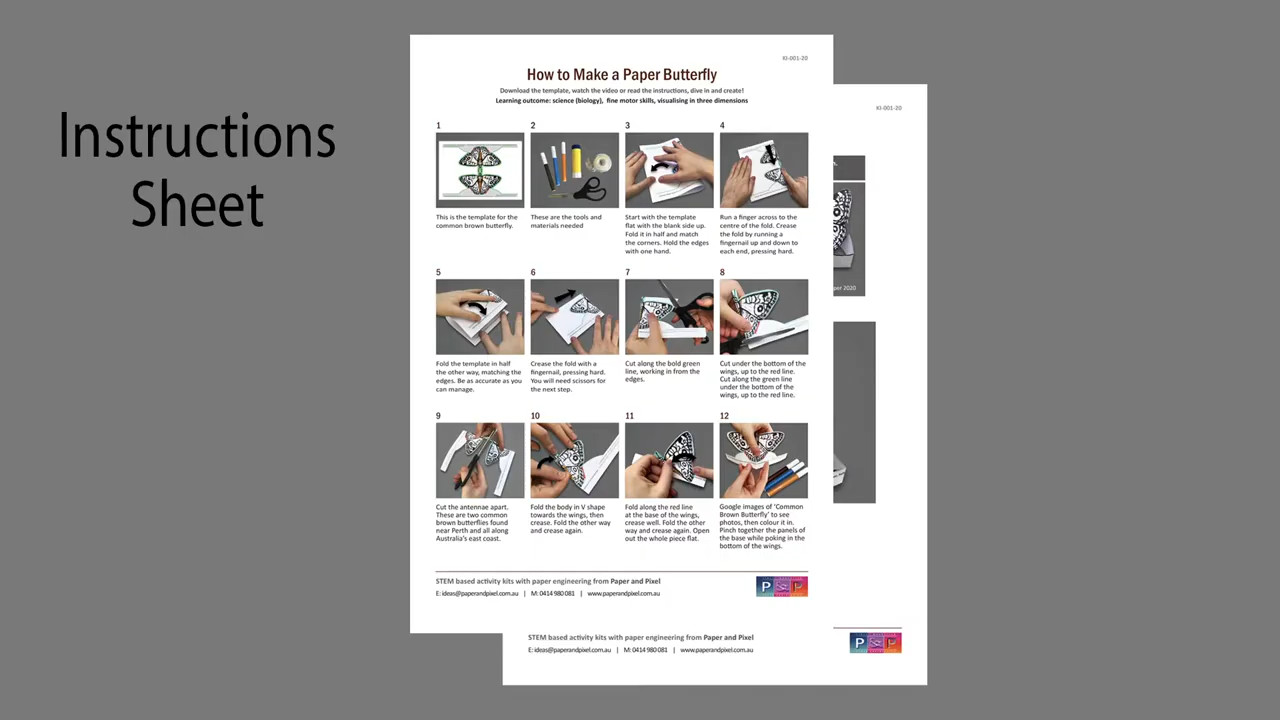 Instructions
Sheet
KI-001-20
How to Make a Paper Butterfly
Download the template, watch the video or read the instructions, dive in and create!
Learning outcome: science (biology), fine motor skills, visualising in three dimensions
1
This is the template for the
common brown butterfly.
2
These are the tools and
materials needed
3
Start with the template
flat with the blank side up.
Fold it in half and match
the corners. Hold the edges
with one hand.
4
Run a finger across to the
centre of the fold. Crease
the fold by running a
fingernail up and down to
each end, pressing hard.
5
Fold the template in half
the other way, matching the
edges. Be as accurate as you
can manage.
6
Crease the fold with a
fingernail, pressing hard.
You will need scissors for
the next step.
7
Cut along the bold green
line, working in from the
edges.
8
Cut under the bottom of the
wings, up to the red line.
Cut along the green line
under the bottom of the
wings, up to the red line.
9
Cut the antennae apart.
These are two common
brown butterflies found
near Perth and all along
Australia's east coast.
10
Fold the body in V shape
towards the wings, then
crease. Fold the other way
and crease again.
11
Fold along the red line
at the base of the wings,
crease well. Fold the other
way and crease again. Open
out the whole piece flat.
12
Google images of 'Common
Brown Butterfly' to see
photos, then colour it in.
Pinch together the panels of
the base while poking in the
bottom of the wings.
STEM based activity kits with paper engineering from Paper and Pixel
E: ideas@paperandpixel.com.au | M: 0414 980 081 | www.paperandpixel.com.au
P & P
KI-001-20
n.
per 2020
STEM based activity kits with paper engineering from Paper and Pixel
E: ideas@paperandpixel.com.au | M: 0414 980 081 | www.paperandpixel.com.au
P & P